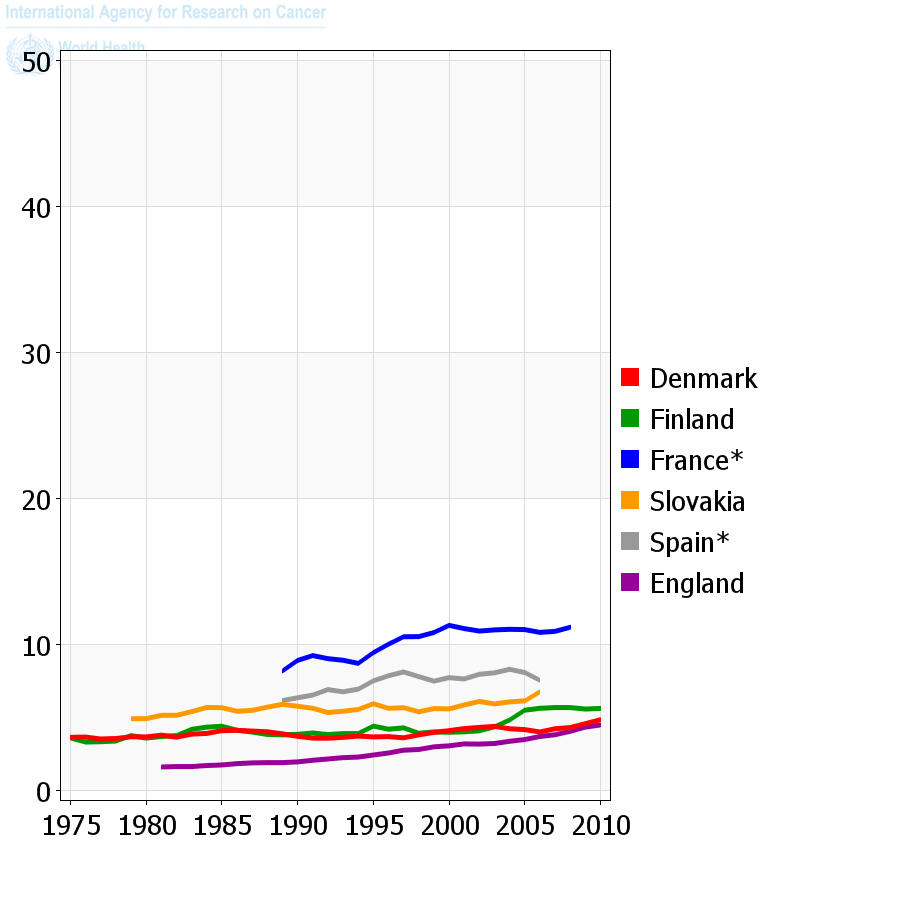 International Agency for Research on Cancer
World Health
50
40
30
20
10
0
1975 1980 1985 1990 1995 2000 2005 2010
Denmark
Finland
France*
Slovakia
Spain*
England